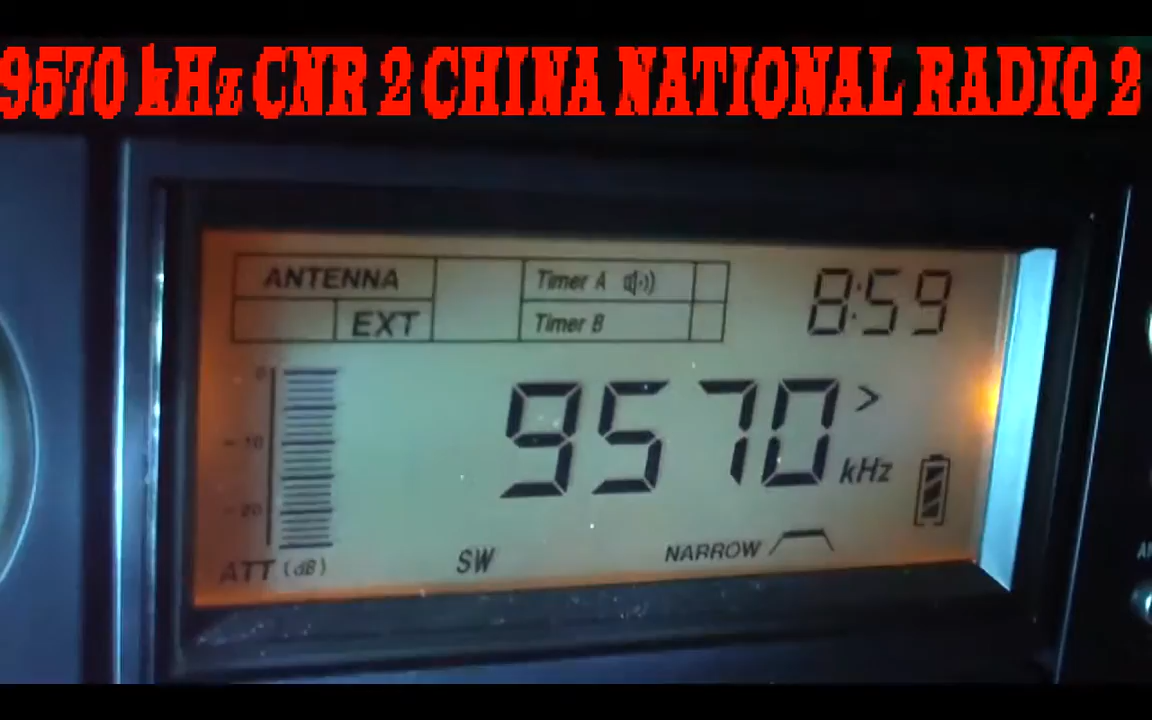 9570 kHz CNR 2 CHINA NATIONAL RADIO 2
ANTENNA
EXT
Timer A
Timer B
8:59
0
-10
-20
ATT (dB)
9570 >
kHz
SW
NARROW